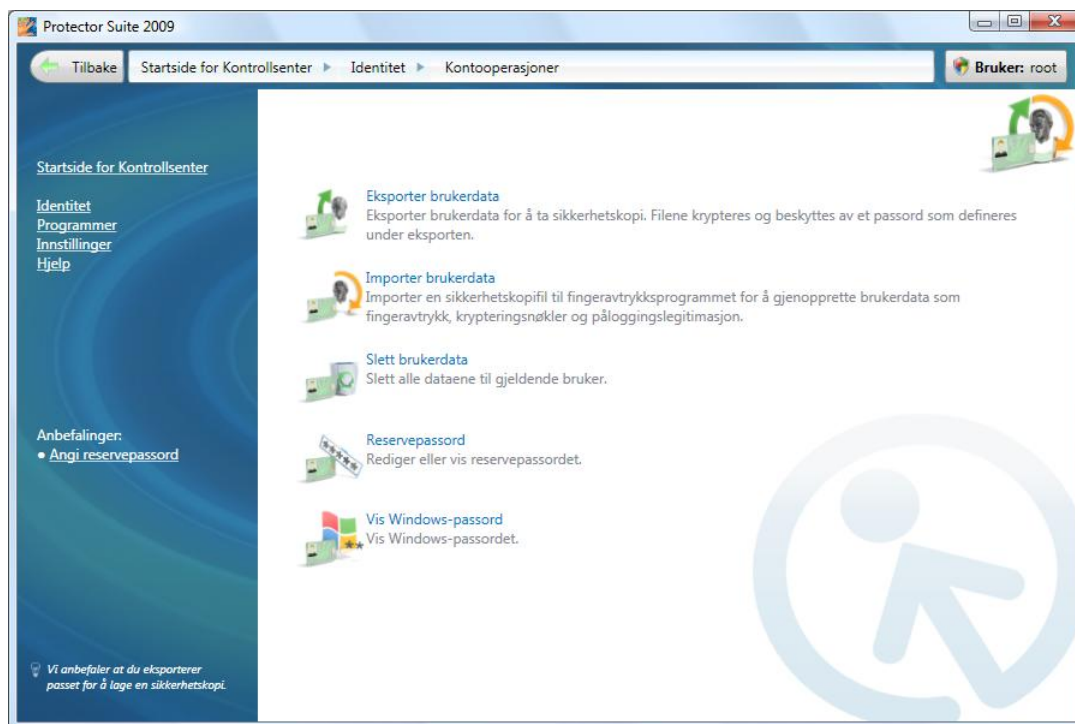 Protector Suite 2009
Tilbake
Startside for Kontrollsenter
Identitet
Kontooperasjoner
Bruker: root
Startside for Kontrollsenter
Identitet
Programmer
Innstillinger
Hjelp
Anbefalinger:
• Angi reservepassord
Vi anbefaler at du eksporterer
passet for å lage en sikkerhetskopi.
Eksporter brukerdata
Eksporter brukerdata for å ta sikkerhetskopi. Filene krypteres og beskyttes av et passord som defineres
under eksporten.
Importer brukerdata
Importer en sikkerhetskopifil til fingeravtrykksprogrammet for å gjenopprette brukerdata som
fingeravtrykk, krypteringsnøkler og påloggingslegitimasjon.
Slett brukerdata
Slett alle dataene til gjeldende bruker.
Reservepassord
Rediger eller vis reservepassordet.
Vis Windows-passord
Vis Windows-passordet.